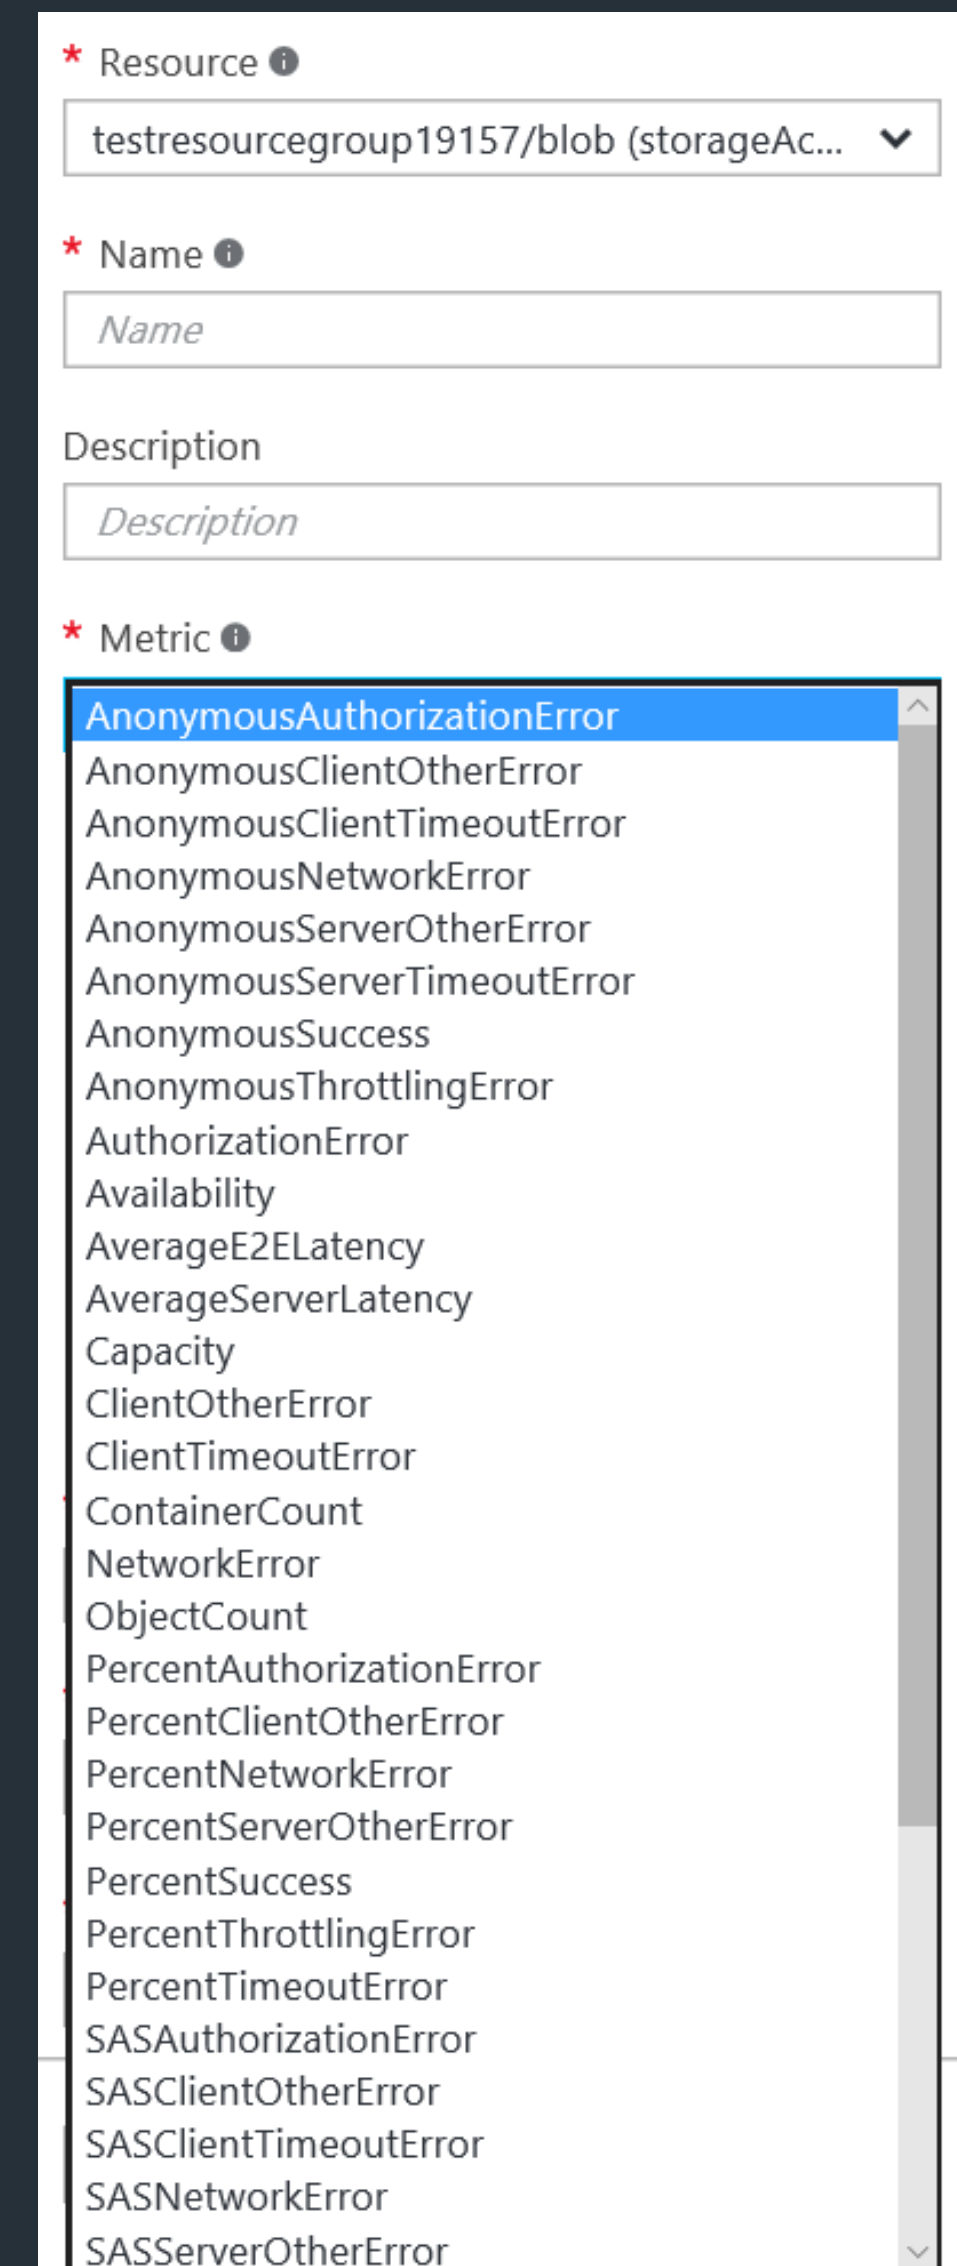 * Resource
testresourcegroup19157/blob (storageAc...
* Name
Name
Description
Description
* Metric
AnonymousAuthorizationError
AnonymousClientOtherError
AnonymousClientTimeoutError
AnonymousNetworkError
AnonymousServerOtherError
AnonymousServerTimeoutError
AnonymousSuccess
AnonymousThrottlingError
AuthorizationError
Availability
AverageE2ELatency
AverageServerLatency
Capacity
ClientOtherError
ClientTimeoutError
ContainerCount
NetworkError
ObjectCount
PercentAuthorizationError
PercentClientOtherError
PercentNetworkError
PercentServerOtherError
PercentSuccess
PercentThrottlingError
PercentTimeoutError
SASAuthorizationError
SASClientOtherError
SASClientTimeoutError
SASNetworkError
SASServerOtherError